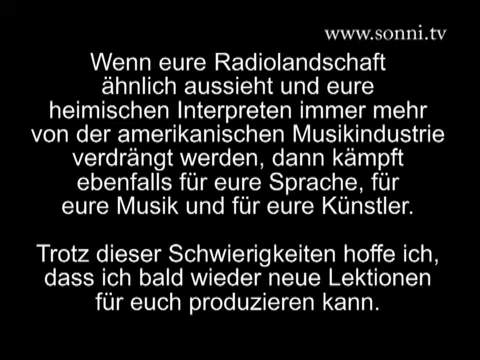 www.sonni.tv
Wenn eure Radiolandschaft
ähnlich aussieht und eure
heimischen Interpreten immer mehr
von der amerikanischen Musikindustrie
verdrängt werden, dann kämpft
ebenfalls für eure Sprache, für
eure Musik und für eure Künstler.
Trotz dieser Schwierigkeiten hoffe ich,
dass ich bald wieder neue Lektionen
für euch produzieren kann.